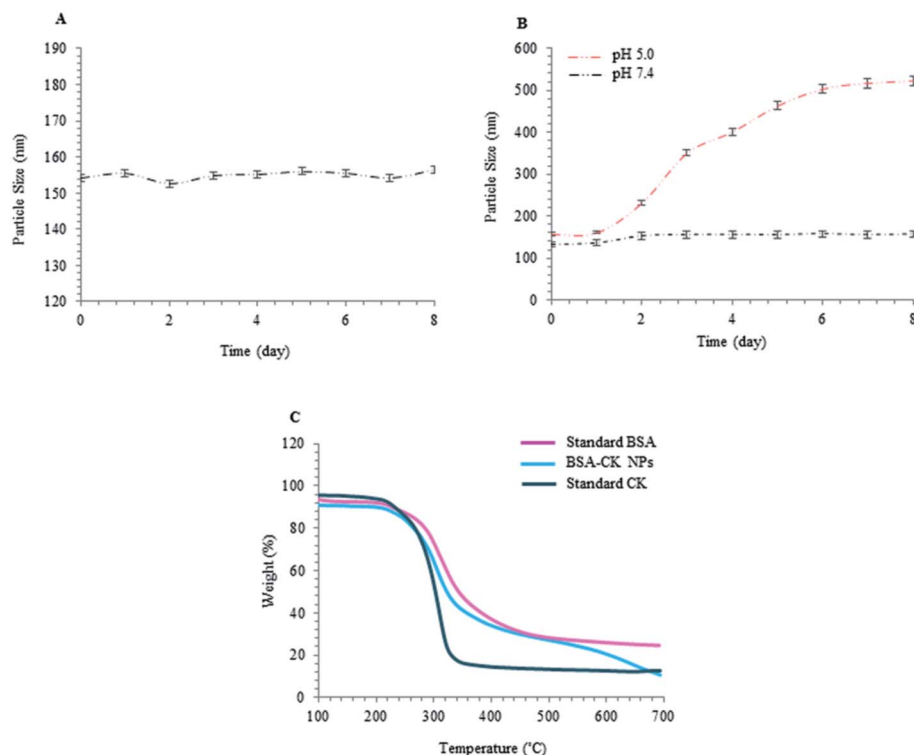 A
190
180
170
160
150
140
130
120
Particle Size (nm)
0 2 4 6 8
Time (day)
B
600
500
400
300
200
100
0
Particle Size (nm)
pH 5.0
pH 7.4
0 2 4 6 8
Time (day)
C
120
100
80
60
40
20
0
Weight (%)
Standard BSA
BSA-CK NPs
Standard CK
100 200 300 400 500 600 700
Temperature (˚C)